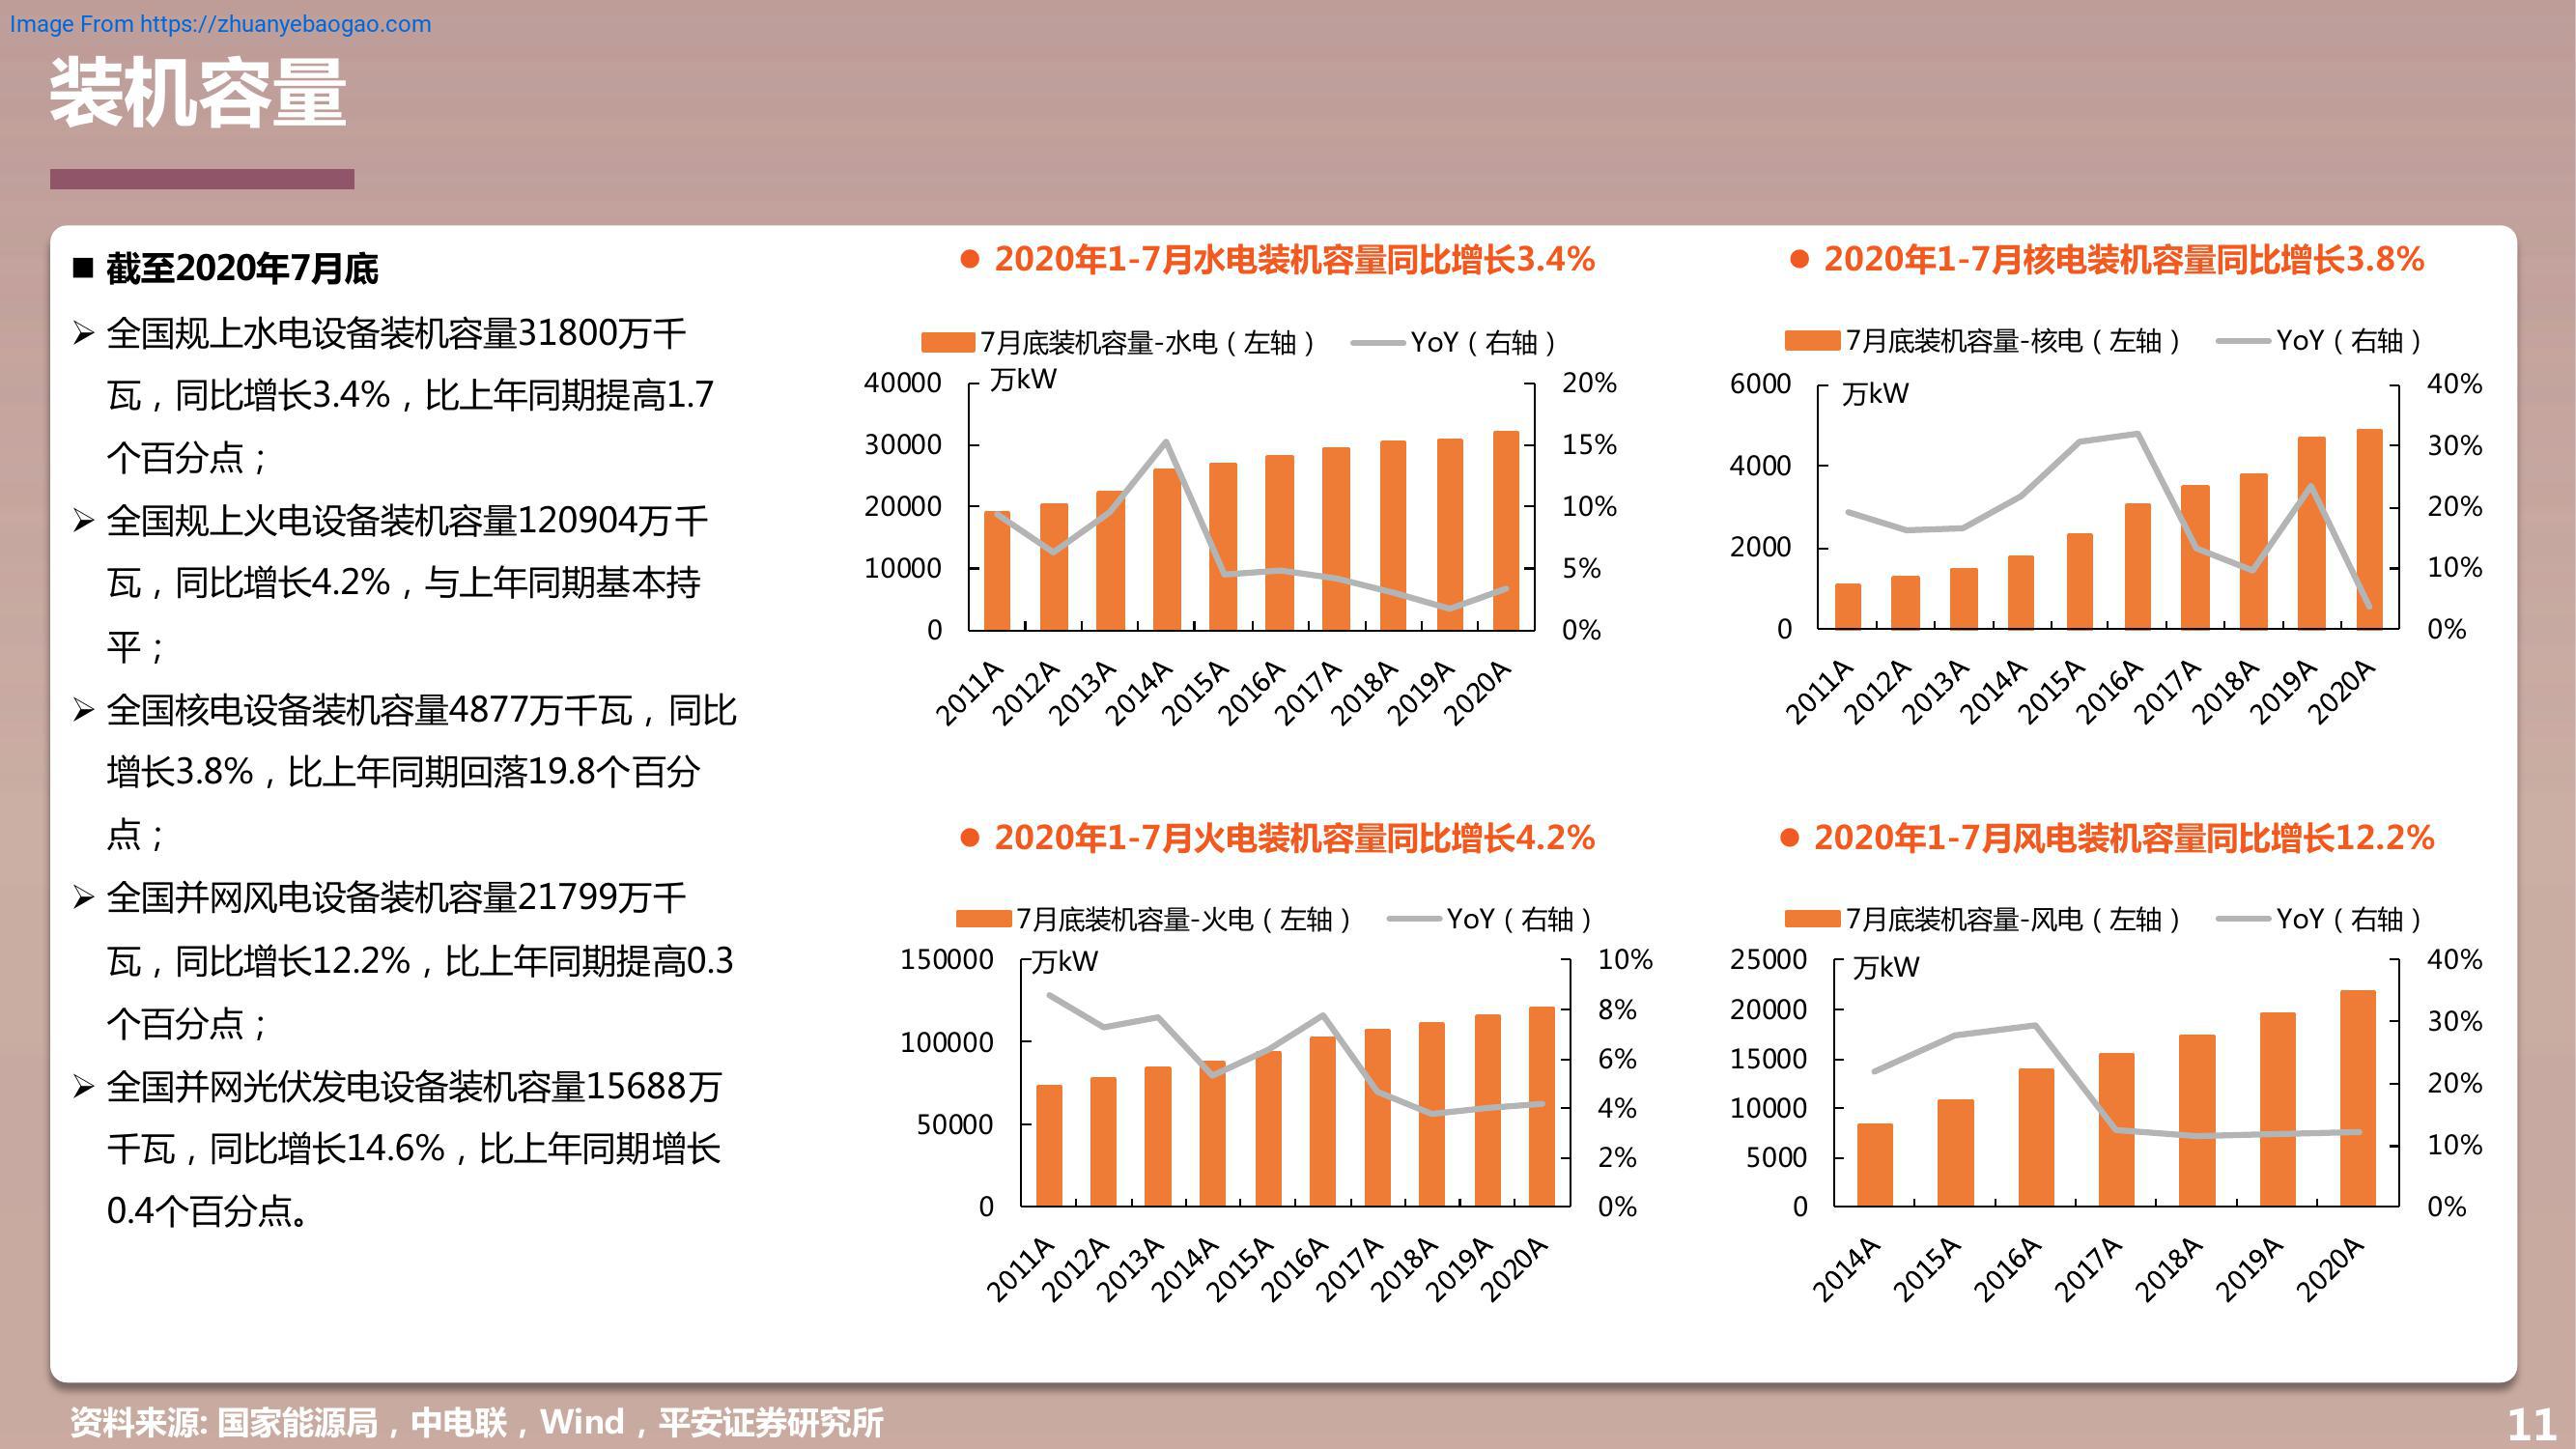 Image From https://zhuanyebaogao.com
装机容量
■ 截至2020年7月底
➢ 全国规上水电设备装机容量31800万千
瓦，同比增长3.4%，比上年同期提高1.7
个百分点；
➢ 全国规上火电设备装机容量120904万千
瓦，同比增长4.2%，与上年同期基本持
平；
➢ 全国核电设备装机容量4877万千瓦，同比
增长3.8%，比上年同期回落19.8个百分
点；
➢ 全国并网风电设备装机容量21799万千
瓦，同比增长12.2%，比上年同期提高0.3
个百分点；
➢ 全国并网光伏发电设备装机容量15688万
千瓦，同比增长14.6%，比上年同期增长
0.4个百分点。
● 2020年1-7月水电装机容量同比增长3.4%
7月底装机容量-水电（左轴） YoY（右轴）
万kW
40000
30000
20000
10000
0
20%
15%
10%
5%
0%
2011A 2012A 2013A 2014A 2015A 2016A 2017A 2018A 2019A 2020A
● 2020年1-7月核电装机容量同比增长3.8%
7月底装机容量-核电（左轴） YoY（右轴）
万kW
6000
4000
2000
0
40%
30%
20%
10%
0%
2011A 2012A 2013A 2014A 2015A 2016A 2017A 2018A 2019A 2020A
● 2020年1-7月火电装机容量同比增长4.2%
7月底装机容量-火电（左轴） YoY（右轴）
万kW
150000
100000
50000
0
10%
8%
6%
4%
2%
0%
2011A 2012A 2013A 2014A 2015A 2016A 2017A 2018A 2019A 2020A
● 2020年1-7月风电装机容量同比增长12.2%
7月底装机容量-风电（左轴） YoY（右轴）
万kW
25000
20000
15000
10000
5000
0
40%
30%
20%
10%
0%
2014A 2015A 2016A 2017A 2018A 2019A 2020A
资料来源: 国家能源局，中电联，Wind，平安证券研究所
11